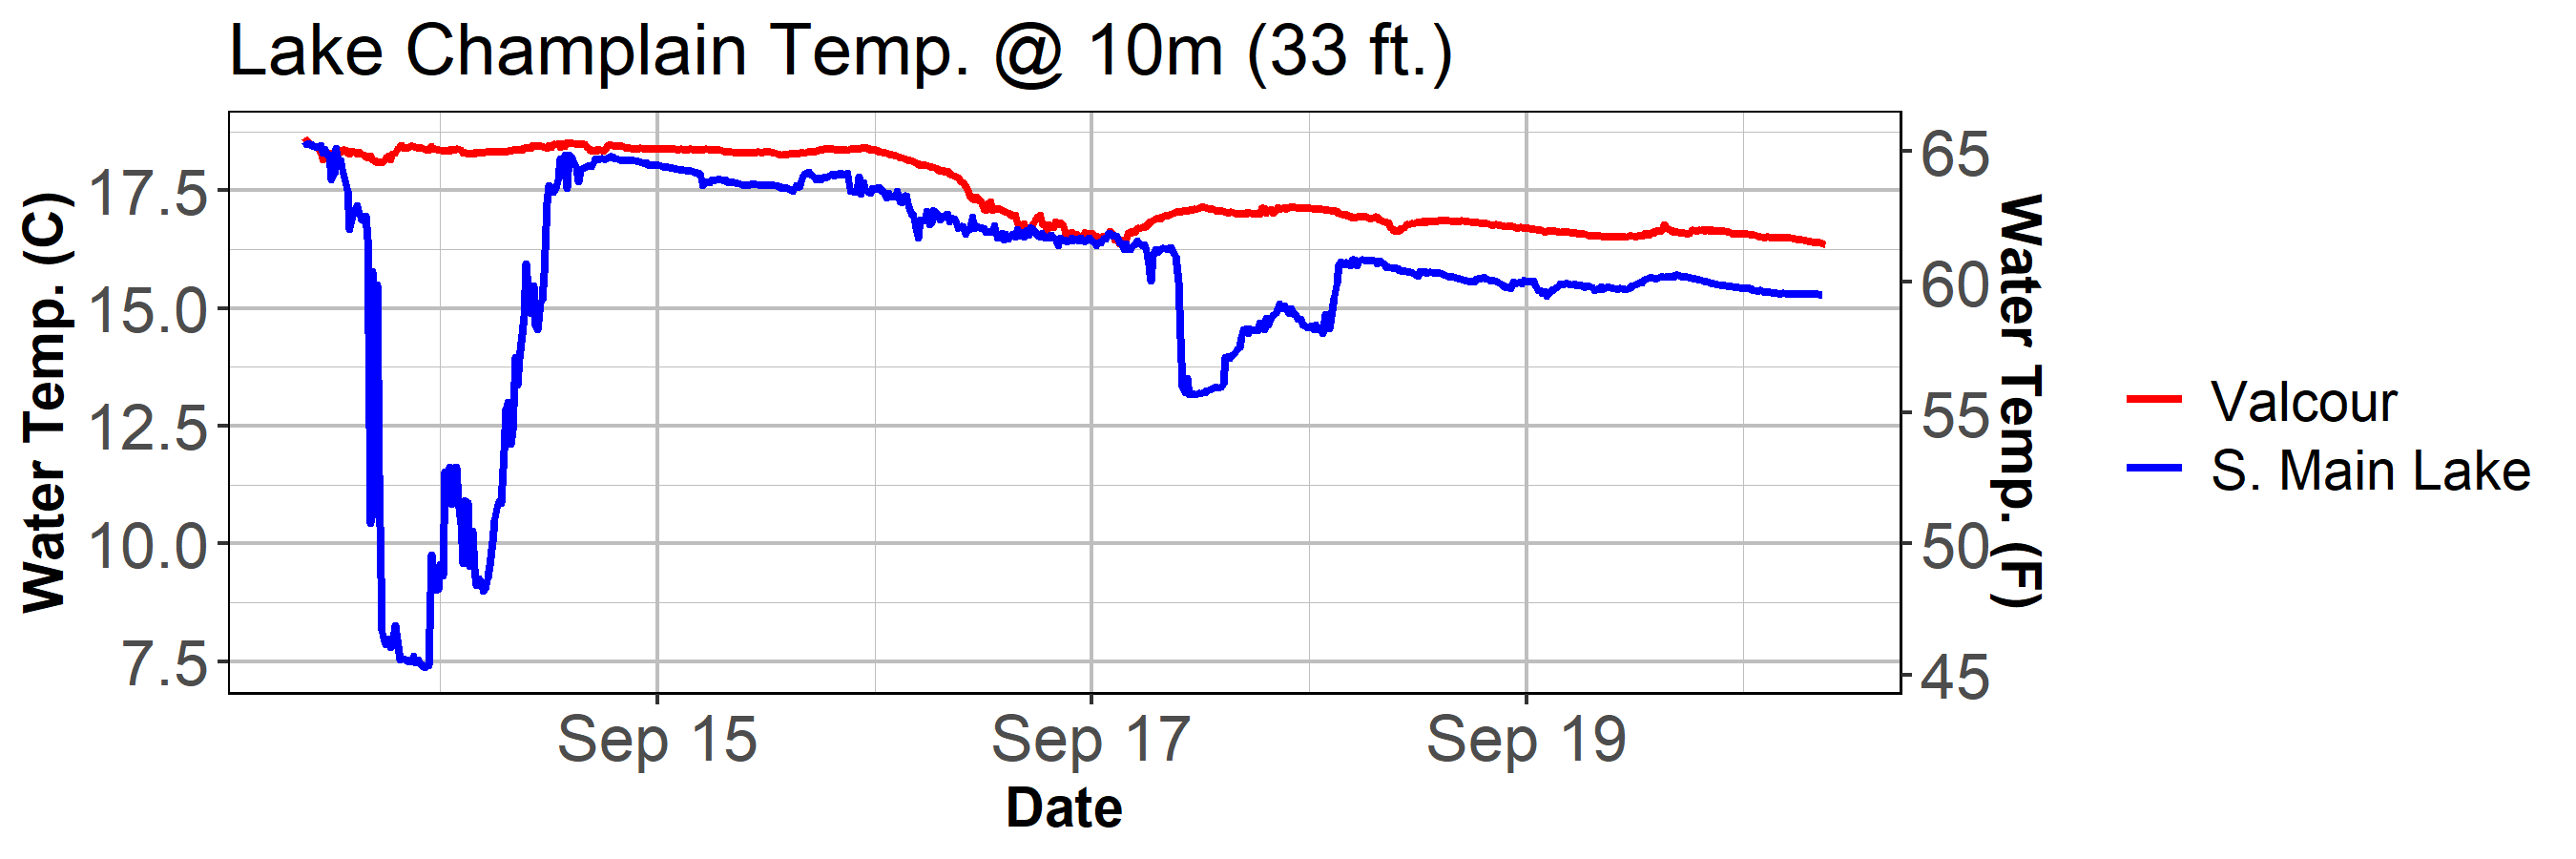 Lake Champlain Temp. @ 10m (33 ft.)
Water Temp. (C)
17.5
15.0
12.5
10.0
7.5
65
60
55
50
45
Water Temp. (F)
Sep 15
Sep 17
Sep 19
Date
Valcour
S. Main Lake